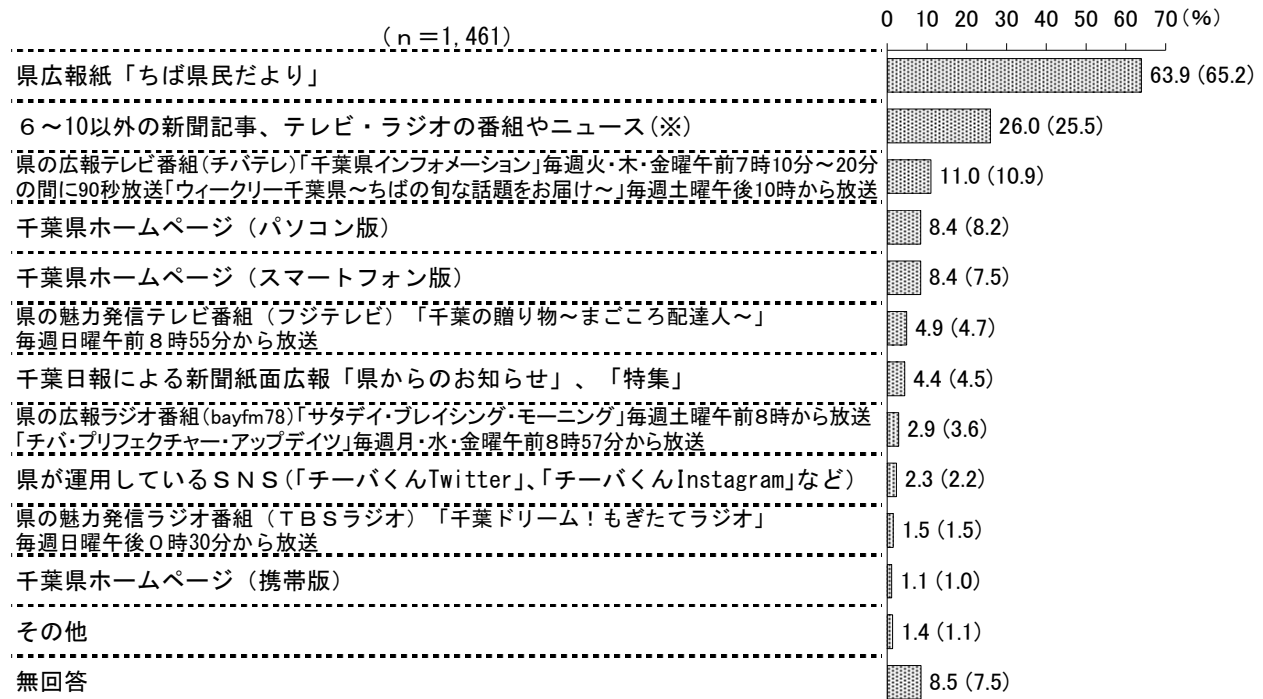 0 10 20 30 40 50 60 70(％)
(ｎ＝1,461)
県広報紙「ちば県民だより」
63.9 (65.2)
６～10以外の新聞記事、テレビ・ラジオの番組やニュース(※)
26.0 (25.5)
県の広報テレビ番組(チバテレ)「千葉県インフォメーション」毎週火・木・金曜午前7時10分～20分
の間に90秒放送「ウィークリー千葉県～ちばの旬な話題をお届け～」毎週土曜午後10時から放送
11.0 (10.9)
千葉県ホームページ（パソコン版）
8.4 (8.2)
千葉県ホームページ（スマートフォン版）
8.4 (7.5)
県の魅力発信テレビ番組（フジテレビ）「千葉の贈り物～まごころ配達人～」
毎週日曜午前８時55分から放送
4.9 (4.7)
千葉日報による新聞紙面広報「県からのお知らせ」、「特集」
4.4 (4.5)
県の広報ラジオ番組(bayfm78)「サタデイ・ブレイシング・モーニング」毎週土曜午前8時から放送
「チバ・プリフェクチャー・アップデイツ」毎週月・水・金曜午前8時57分から放送
2.9 (3.6)
県が運用しているＳＮＳ(「チーバくんTwitter」、「チーバくんInstagram」など)
2.3 (2.2)
県の魅力発信ラジオ番組（ＴＢＳラジオ）「千葉ドリーム！もぎたてラジオ」
毎週日曜午後０時30分から放送
1.5 (1.5)
千葉県ホームページ（携帯版）
1.1 (1.0)
その他
1.4 (1.1)
無回答
8.5 (7.5)